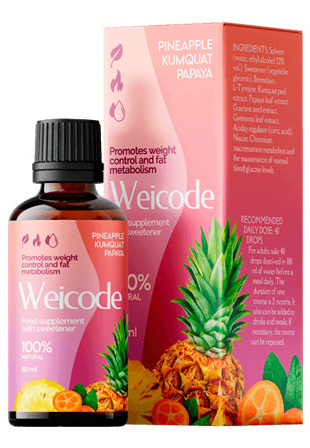 PINEAPPLE
KUMQUAT
PAPAYA
Promotes weight
control and fat
metabolism
Weicode
supplement
sweetener
100%
NATURAL
ml
INGREDIENTS: Solvent
(water, ethyl alcohol 22%
vol.), Sweetener (vegetable
glycerin), Bromelain,
L-Tyrosine, Kumquat peel
extract, Papaya leaf extract,
Guarana seed extract,
Gymnema leaf extract,
Acidity regulator (citric acid),
Niacin, Chromium,
macronutrient metabolism and
the maintenance of normal
blood glucose levels.
RECOMMENDED
DAILY DOSE: 40
DROPS
For adults take 40
drops dissolved in 100
ml of water before a
meal daily. The
duration of one
course is 2 months. It
also can be added to
drinks and meals. If
necessary, the course
can be repeated.
PINEAPPLE
KUMQUAT
PAPAYA
Promotes weight
control and fat
metabolism
Weicode
Food supplement
with sweetener
100%
NATURAL
30 ml